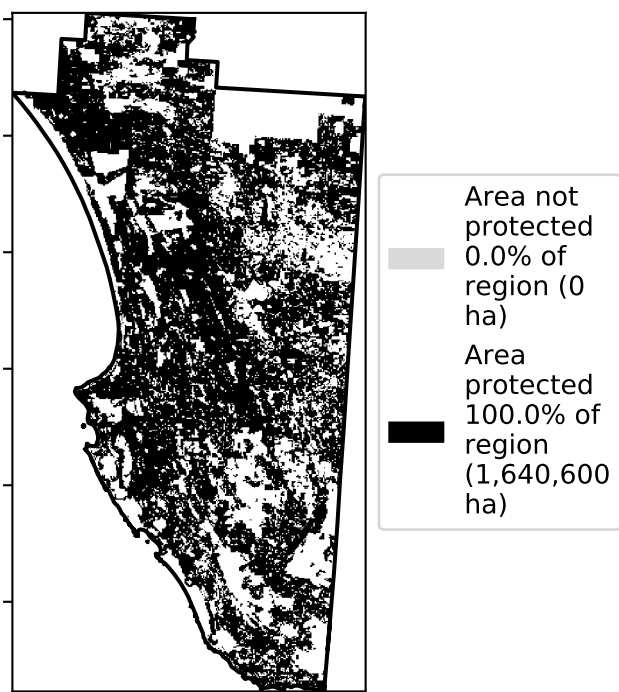 Area not
protected
0.0% of
region (0
ha)
Area
protected
100.0% of
region
(1,640,600
ha)